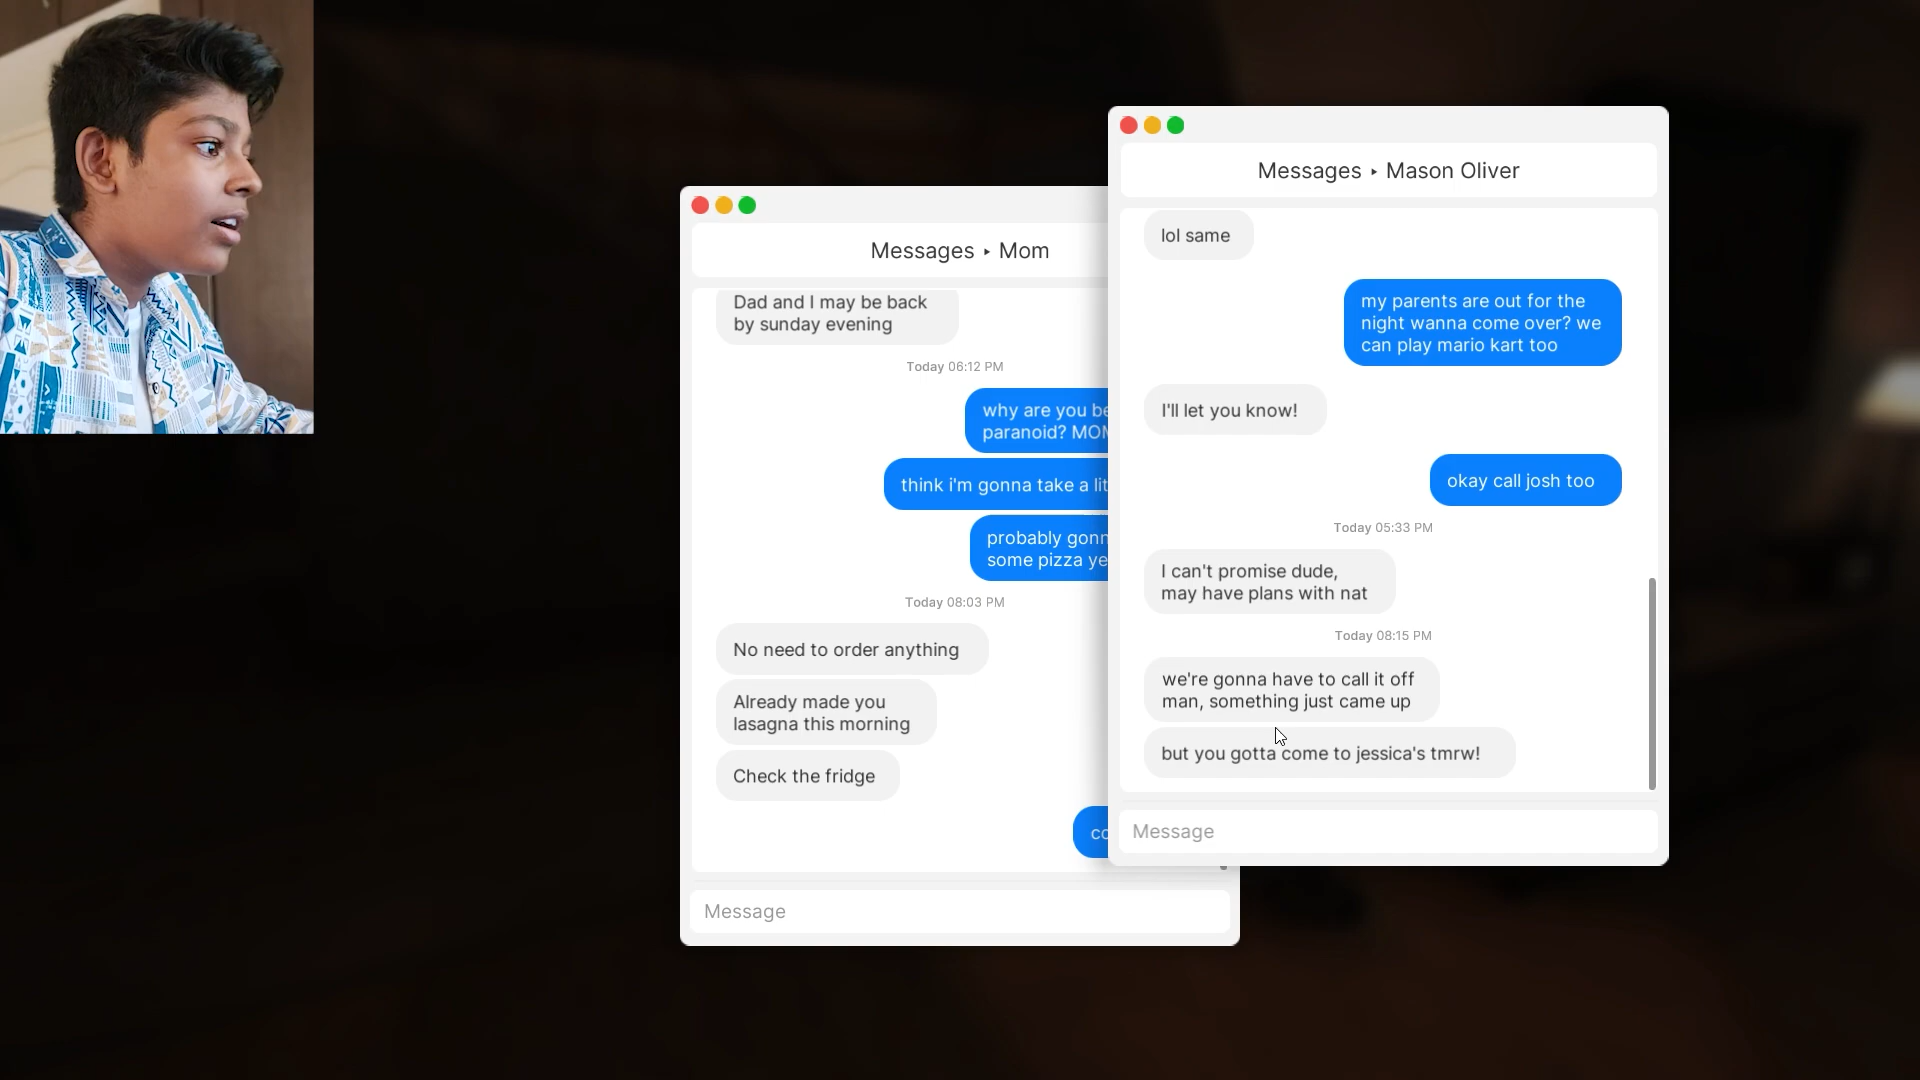 Messages ▸ Mom
Dad and I may be back
by sunday evening
Today 06:12 PM
why are you
paranoid?
think i'm gonna take a
probably
some pizza
Today 08:03 PM
No need to order anything
Already made you
lasagna this morning
Check the fridge
Message
Messages ▸ Mason Oliver
lol same
my parents are out for the
night wanna come over? we
can play mario kart too
I'll let you know!
okay call josh too
Today 05:33 PM
I can't promise dude,
may have plans with nat
Today 08:15 PM
we're gonna have to call it off
man, something just came up
but you gotta come to jessica's tmrw!
Message